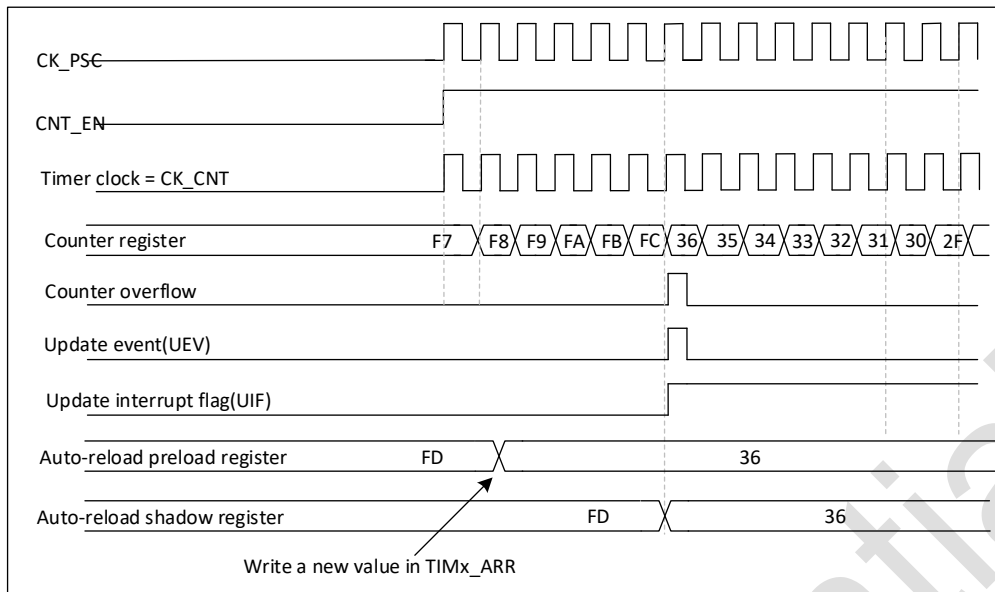 CK_PSC
CNT_EN
Timer clock = CK_CNT
Counter register F7 F8 F9 FA FB FC 36 35 34 33 32 31 30 2F
Counter overflow
Update event(UEV)
Update interrupt flag(UIF)
Auto-reload preload register FD 36
Auto-reload shadow register FD 36
Write a new value in TIMx_ARR